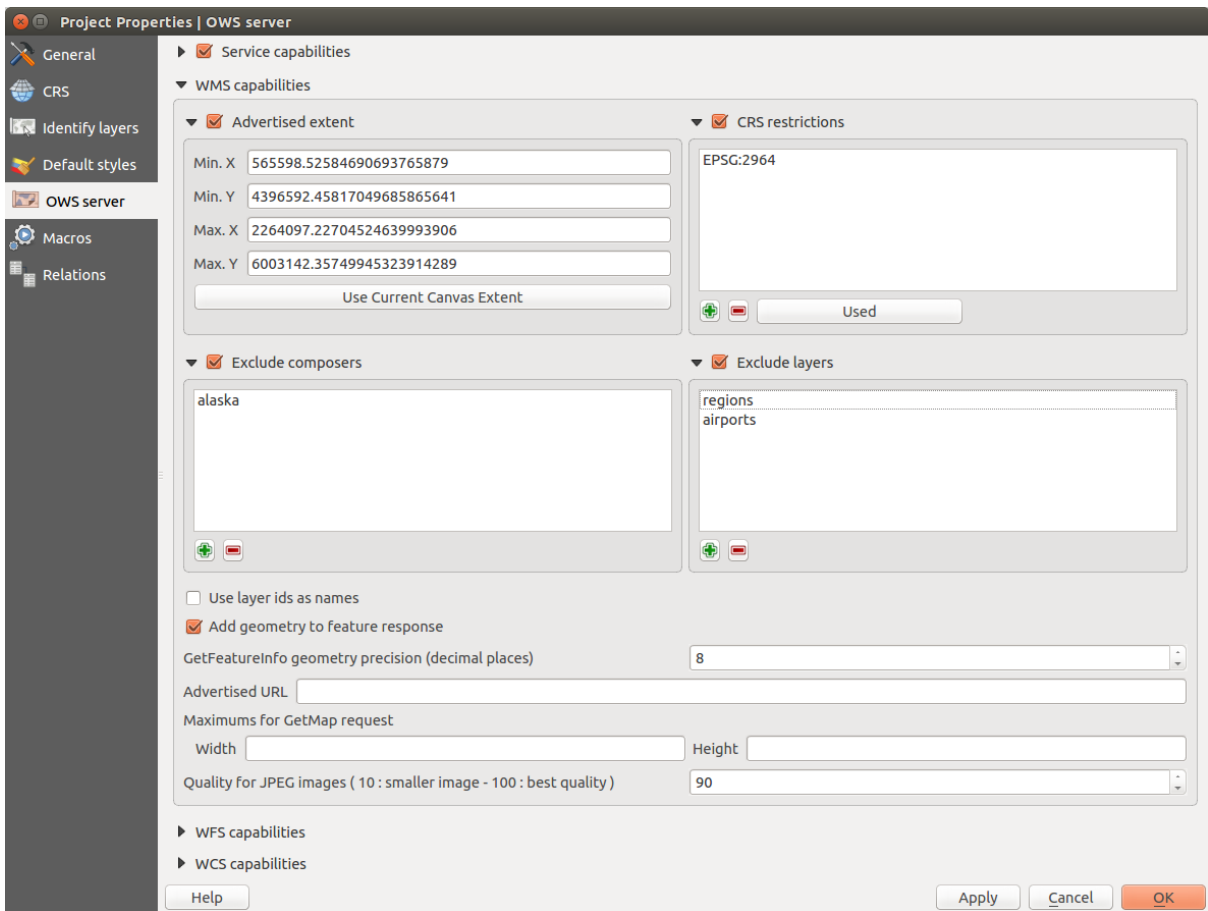 Project Properties | OWS server
General
CRS
Identify layers
Default styles
OWS server
Macros
Relations
Service capabilities
WMS capabilities
Advertised extent
Min. X 565598.52584690693765879
Min. Y 4396592.45817049685865641
Max. X 2264097.22704524639993906
Max. Y 6003142.35749945323914289
Use Current Canvas Extent
CRS restrictions
EPSG:2964
Used
Exclude composers
alaska
Exclude layers
regions
airports
Use layer ids as names
Add geometry to feature response
GetFeatureInfo geometry precision (decimal places) 8
Advertised URL
Maximums for GetMap request
Width Height
Quality for JPEG images ( 10 : smaller image - 100 : best quality ) 90
WFS capabilities
WCS capabilities
Help Apply Cancel OK